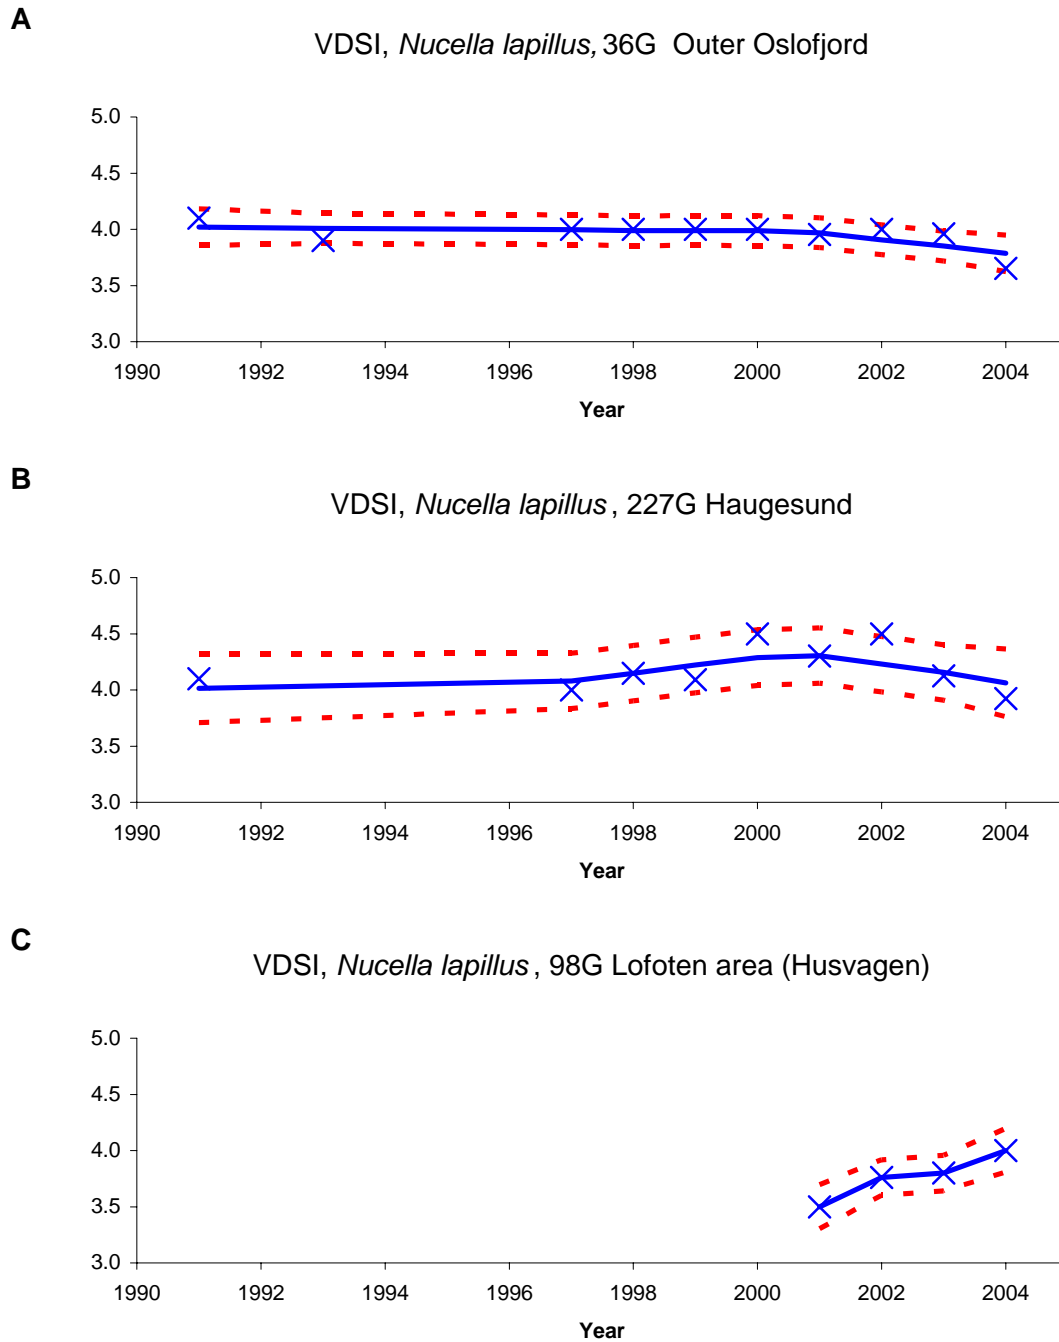 A
VDSI, Nucella lapillus, 36G Outer Oslofjord
5.0
4.5
4.0
3.5
3.0
1990 1992 1994 1996 1998 2000 2002 2004
Year
B
VDSI, Nucella lapillus , 227G Haugesund
5.0
4.5
4.0
3.5
3.0
1990 1992 1994 1996 1998 2000 2002 2004
Year
C
VDSI, Nucella lapillus , 98G Lofoten area (Husvagen)
5.0
4.5
4.0
3.5
3.0
1990 1992 1994 1996 1998 2000 2002 2004
Year